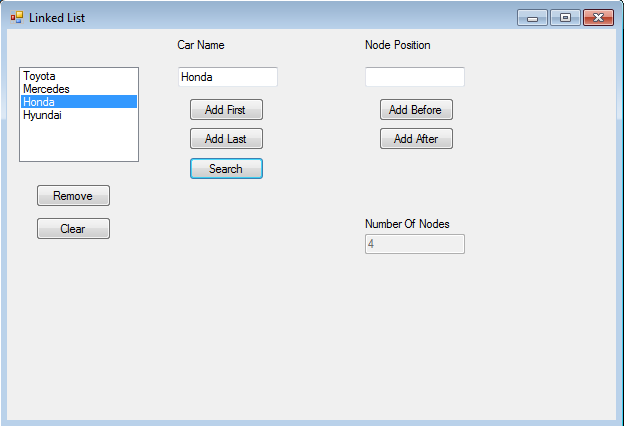 Linked List
Car Name
Node Position
Toyota
Mercedes
Honda
Hyundai
Honda
Add First
Add Before
Add Last
Add After
Search
Remove
Clear
Number Of Nodes
4